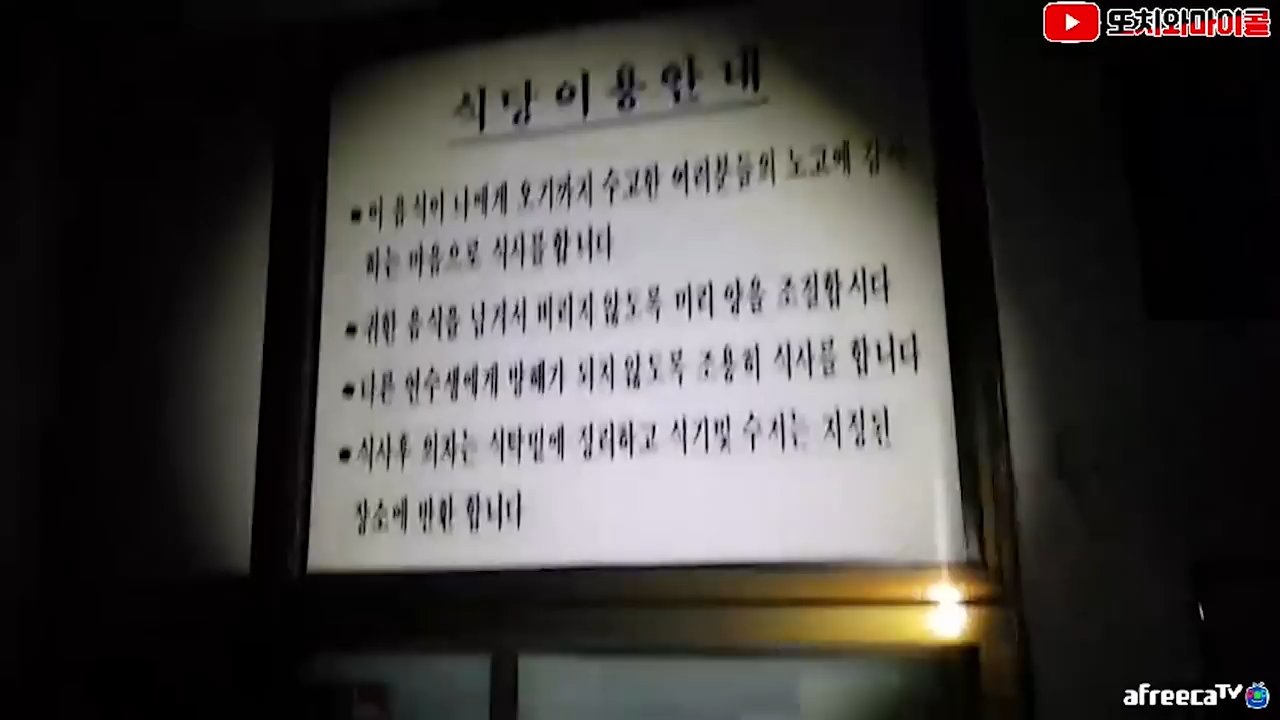 또치와마이콜
식당이용안내
• 이 음식이 나에게 오기까지 수고한 여러분들의 노고에 감사
하는 마음으로 식사를합니다
• 귀한 음식을 남겨서 버리지 않도록 미리 양을 조절합시다
• 다른 연수생에게 방해가 되지 않도록 조용히 식사를 합니다
• 식사후 의자는 식탁밑에 정리하고 식기및 수저는 지정된
장소에 반환 합니다
afreecaTV